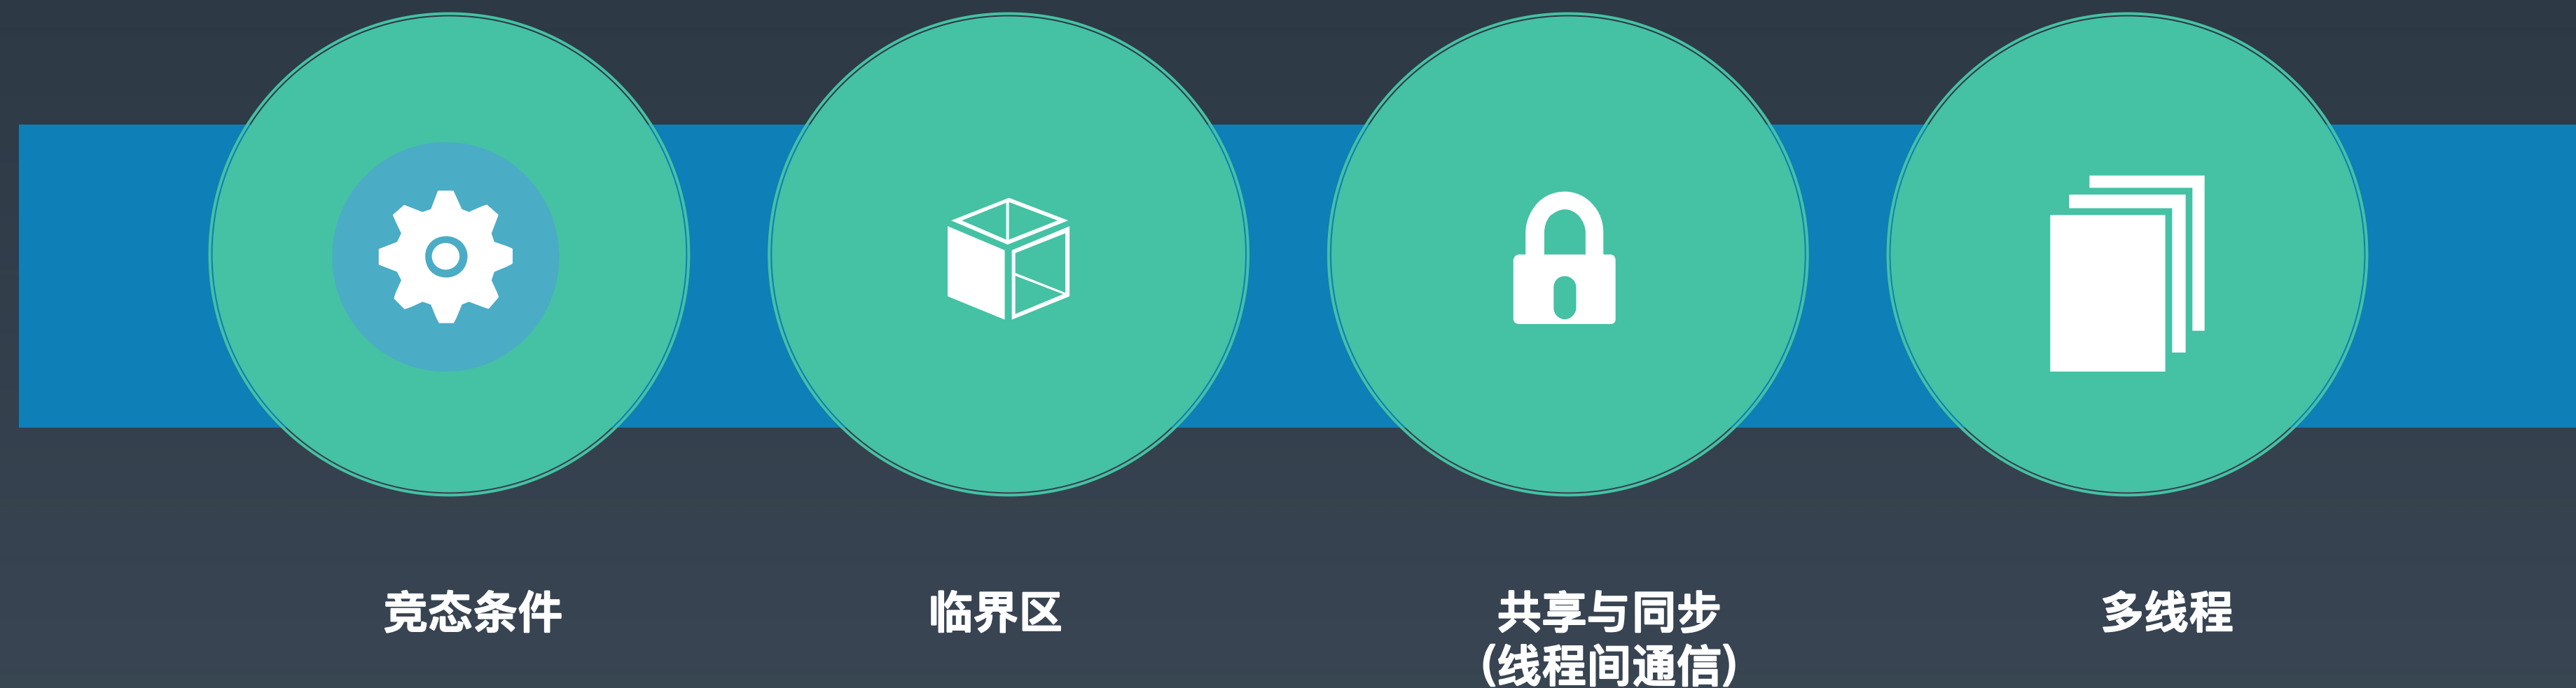 竞态条件
临界区
共享与同步
(线程间通信)
多线程